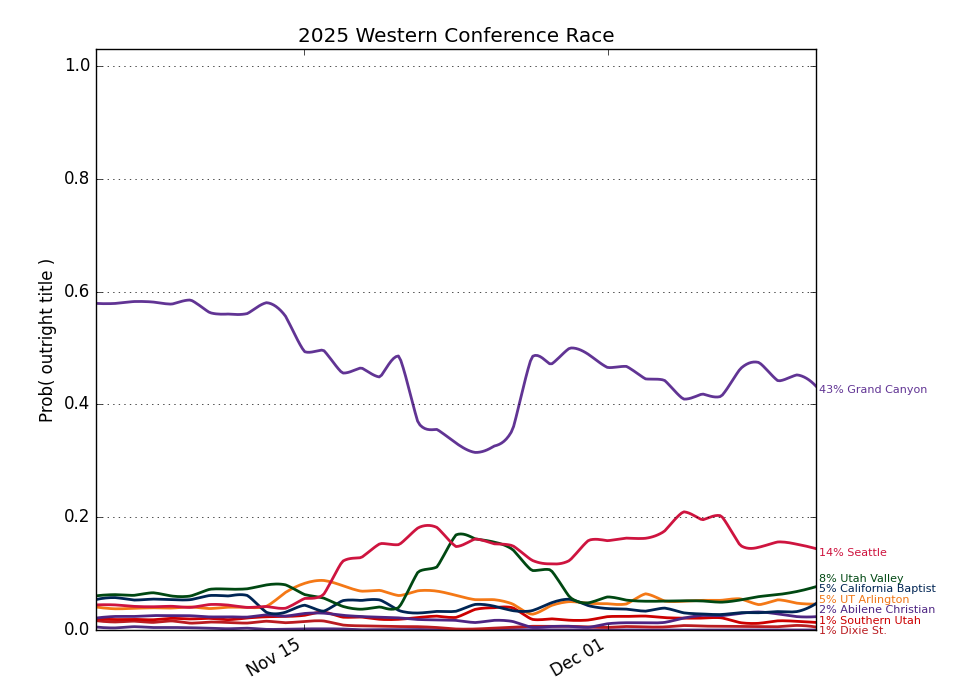 2025 Western Conference Race
Prob( outright title )
1.0
0.8
0.6
0.4
0.2
0.0
Nov 15
Dec 01
43% Grand Canyon
14% Seattle
8% Utah Valley
5% California Baptist
5% UT Arlington
2% Abilene Christian
1% Southern Utah
1% Dixie St.